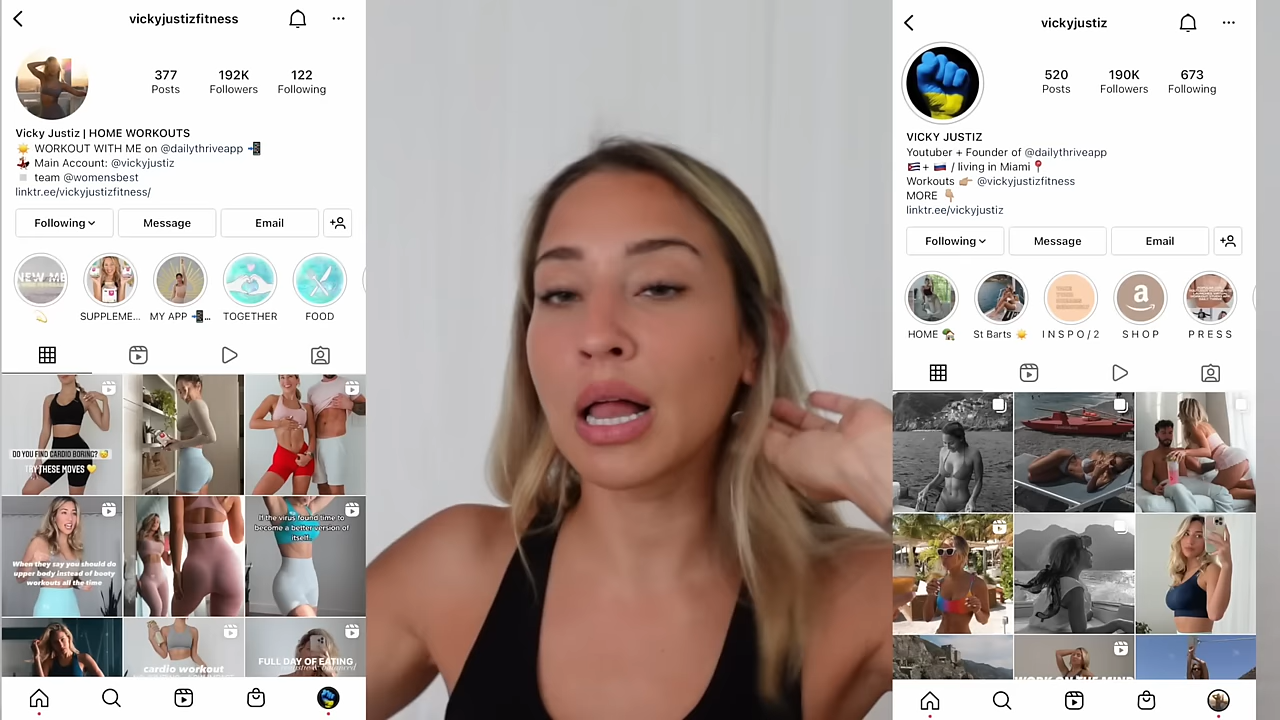 vickyjustizfitness
377
192K
122
Posts
Followers
Following
Vicky Justiz | HOME WORKOUTS
WORKOUT WITH ME on @dailythriveapp
Main Account: @vickyjustiz
team @womensbest
linktr.ee/vickyjustizfitness/
Following
Message
Email
NEW ME
SUPPLEME...
MY APP
...
TOGETHER
FOOD
DO YOU FIND CARDIO BORING?
TRY THESE MOVES
When they say you should do
upper body instead of booty
workouts all the time
If the virus found time to
become a better version of
itself..
cardio workout
FULL DAY OF EATING
vickyjustiz
520
190K
673
Posts
Followers
Following
VICKY JUSTIZ
Youtuber + Founder of @dailythriveapp
+ / living in Miami
Workouts @vickyjustizfitness
MORE
linktr.ee/vickyjustiz
Following
Message
Email
HOME
St Barts
I N S P O / 2
a
S H O P
P R E S S
WORK ON THE MIND